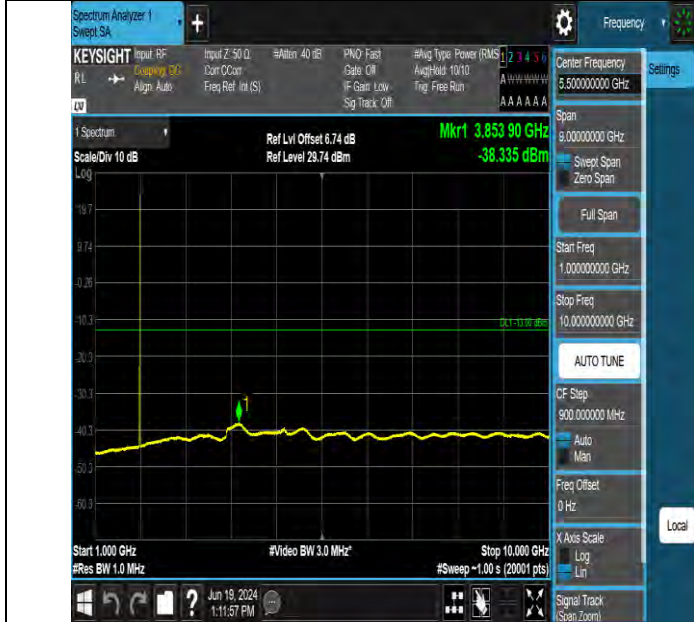 Spectrum Analyzer 1
Swept SA
+
Frequency
KEYSIGHT
RL
LXI
Input: RF
Coupling: DC
Align: Auto
Input Z: 50 Ω
Corr CCorr
Freq Ref: Int (S)
#Atten: 40 dB
PNO: Fast
Gate: Off
IF Gain: Low
Sig Track: Off
#Avg Type: Power (RMS
Avg|Hold: 10/10
Trig: Free Run
1 2 3 4 5 6
A W W W W W
A A A A A A
1 Spectrum
Scale/Div 10 dB
Log
Ref Lvl Offset 6.74 dB
Ref Level 29.74 dBm
Mkr1 3.853 90 GHz
-38.335 dBm
19.7
9.74
-0.26
-10.3
-20.3
-30.3
-40.3
-50.3
-60.3
DL1 -13.00 dBm
1
Start 1.000 GHz
#Res BW 1.0 MHz
#Video BW 3.0 MHz*
Stop 10.000 GHz
#Sweep ~1.00 s (20001 pts)
?
Jun 19, 2024
1:11:57 PM
Center Frequency
5.500000000 GHz
Settings
Span
9.00000000 GHz
Swept Span
Zero Span
Full Span
Start Freq
1.000000000 GHz
Stop Freq
10.000000000 GHz
AUTO TUNE
CF Step
900.000000 MHz
Auto
Man
Freq Offset
0 Hz
X Axis Scale
Log
Lin
Local
Signal Track
(Span Zoom)